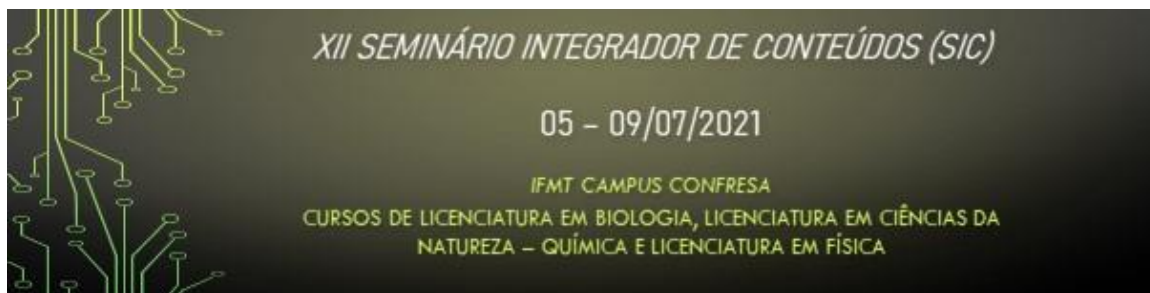 XII SEMINÁRIO INTEGRADOR DE CONTEÚDOS (SIC)
05 – 09/07/2021
IFMT CAMPUS CONFRESA
CURSOS DE LICENCIATURA EM BIOLOGIA, LICENCIATURA EM CIÊNCIAS DA
NATUREZA – QUÍMICA E LICENCIATURA EM FÍSICA